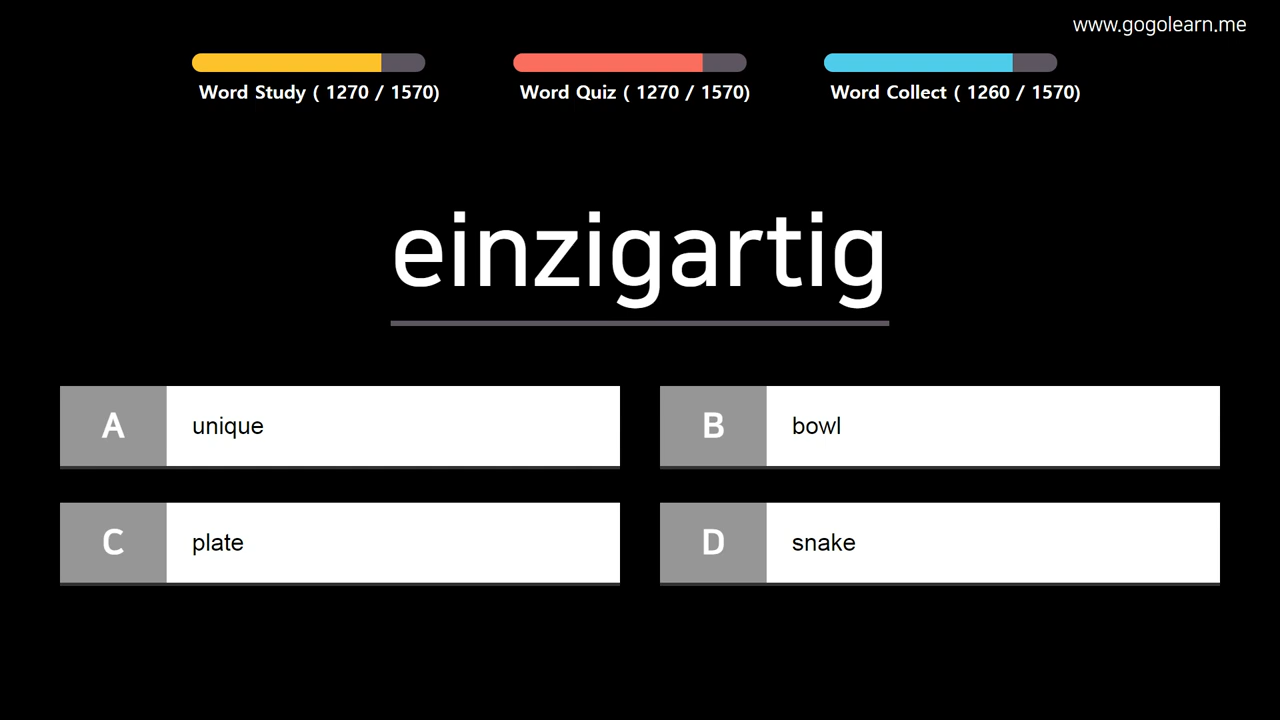 www.gogolearn.me
Word Study ( 1270 / 1570)
Word Quiz ( 1270 / 1570)
Word Collect ( 1260 / 1570)
einzigartig
A unique
B bowl
C plate
D snake